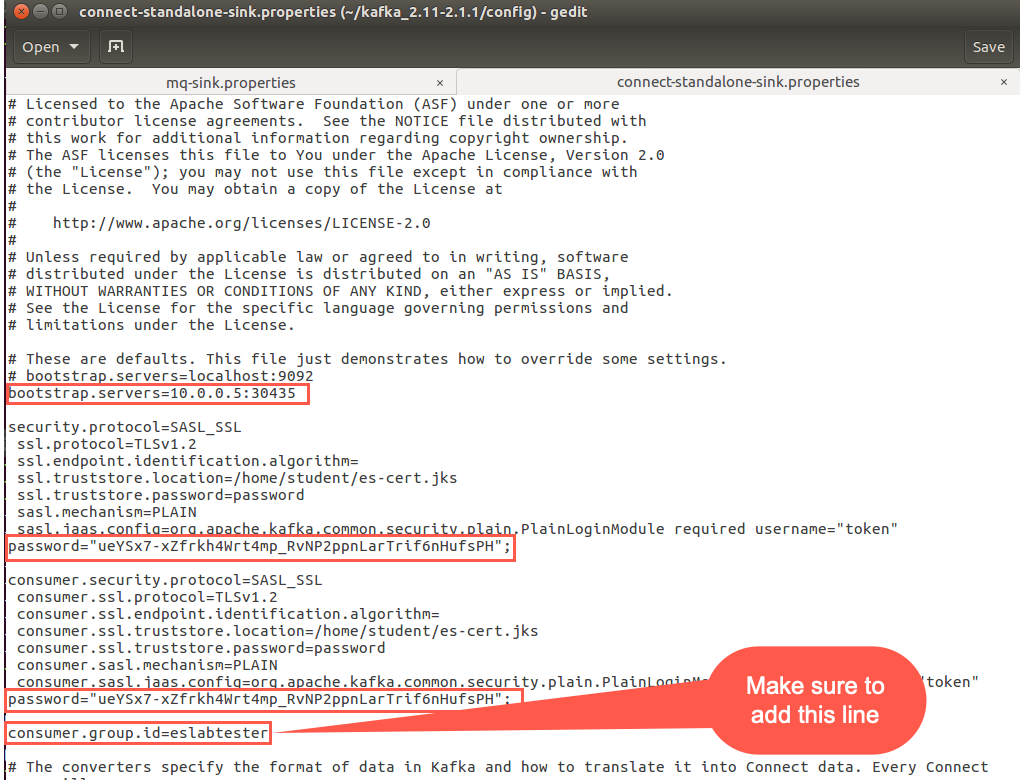 connect-standalone-sink.properties (~/kafka_2.11-2.1.1/config) - gedit
Open
Save
mq-sink.properties ×
connect-standalone-sink.properties ×
# Licensed to the Apache Software Foundation (ASF) under one or more
# contributor license agreements.  See the NOTICE file distributed with
# this work for additional information regarding copyright ownership.
# The ASF licenses this file to You under the Apache License, Version 2.0
# (the "License"); you may not use this file except in compliance with
# the License.  You may obtain a copy of the License at
#
#    http://www.apache.org/licenses/LICENSE-2.0
#
# Unless required by applicable law or agreed to in writing, software
# distributed under the License is distributed on an "AS IS" BASIS,
# WITHOUT WARRANTIES OR CONDITIONS OF ANY KIND, either express or implied.
# See the License for the specific language governing permissions and
# limitations under the License.
# These are defaults. This file just demonstrates how to override some settings.
# bootstrap.servers=localhost:9092
bootstrap.servers=10.0.0.5:30435
security.protocol=SASL_SSL
ssl.protocol=TLSv1.2
ssl.endpoint.identification.algorithm=
ssl.truststore.location=/home/student/es-cert.jks
ssl.truststore.password=password
sasl.mechanism=PLAIN
sasl.jaas.config=org.apache.kafka.common.security.plain.PlainLoginModule required username="token"
password="ueYSx7-xZfrkh4Wrt4mp_RvNP2ppnLarTrif6nHufsPH";
consumer.security.protocol=SASL_SSL
consumer.ssl.protocol=TLSv1.2
consumer.ssl.endpoint.identification.algorithm=
consumer.ssl.truststore.location=/home/student/es-cert.jks
consumer.ssl.truststore.password=password
consumer.sasl.mechanism=PLAIN
consumer.sasl.jaas.config=org.apache.kafka.common.security.plain.PlainLoginM "token"
password="ueYSx7-xZfrkh4Wrt4mp_RvNP2ppnLarTrif6nHufsPH";
consumer.group.id=eslabtester
Make sure to
add this line
# The converters specify the format of data in Kafka and how to translate it into Connect data. Every Connect